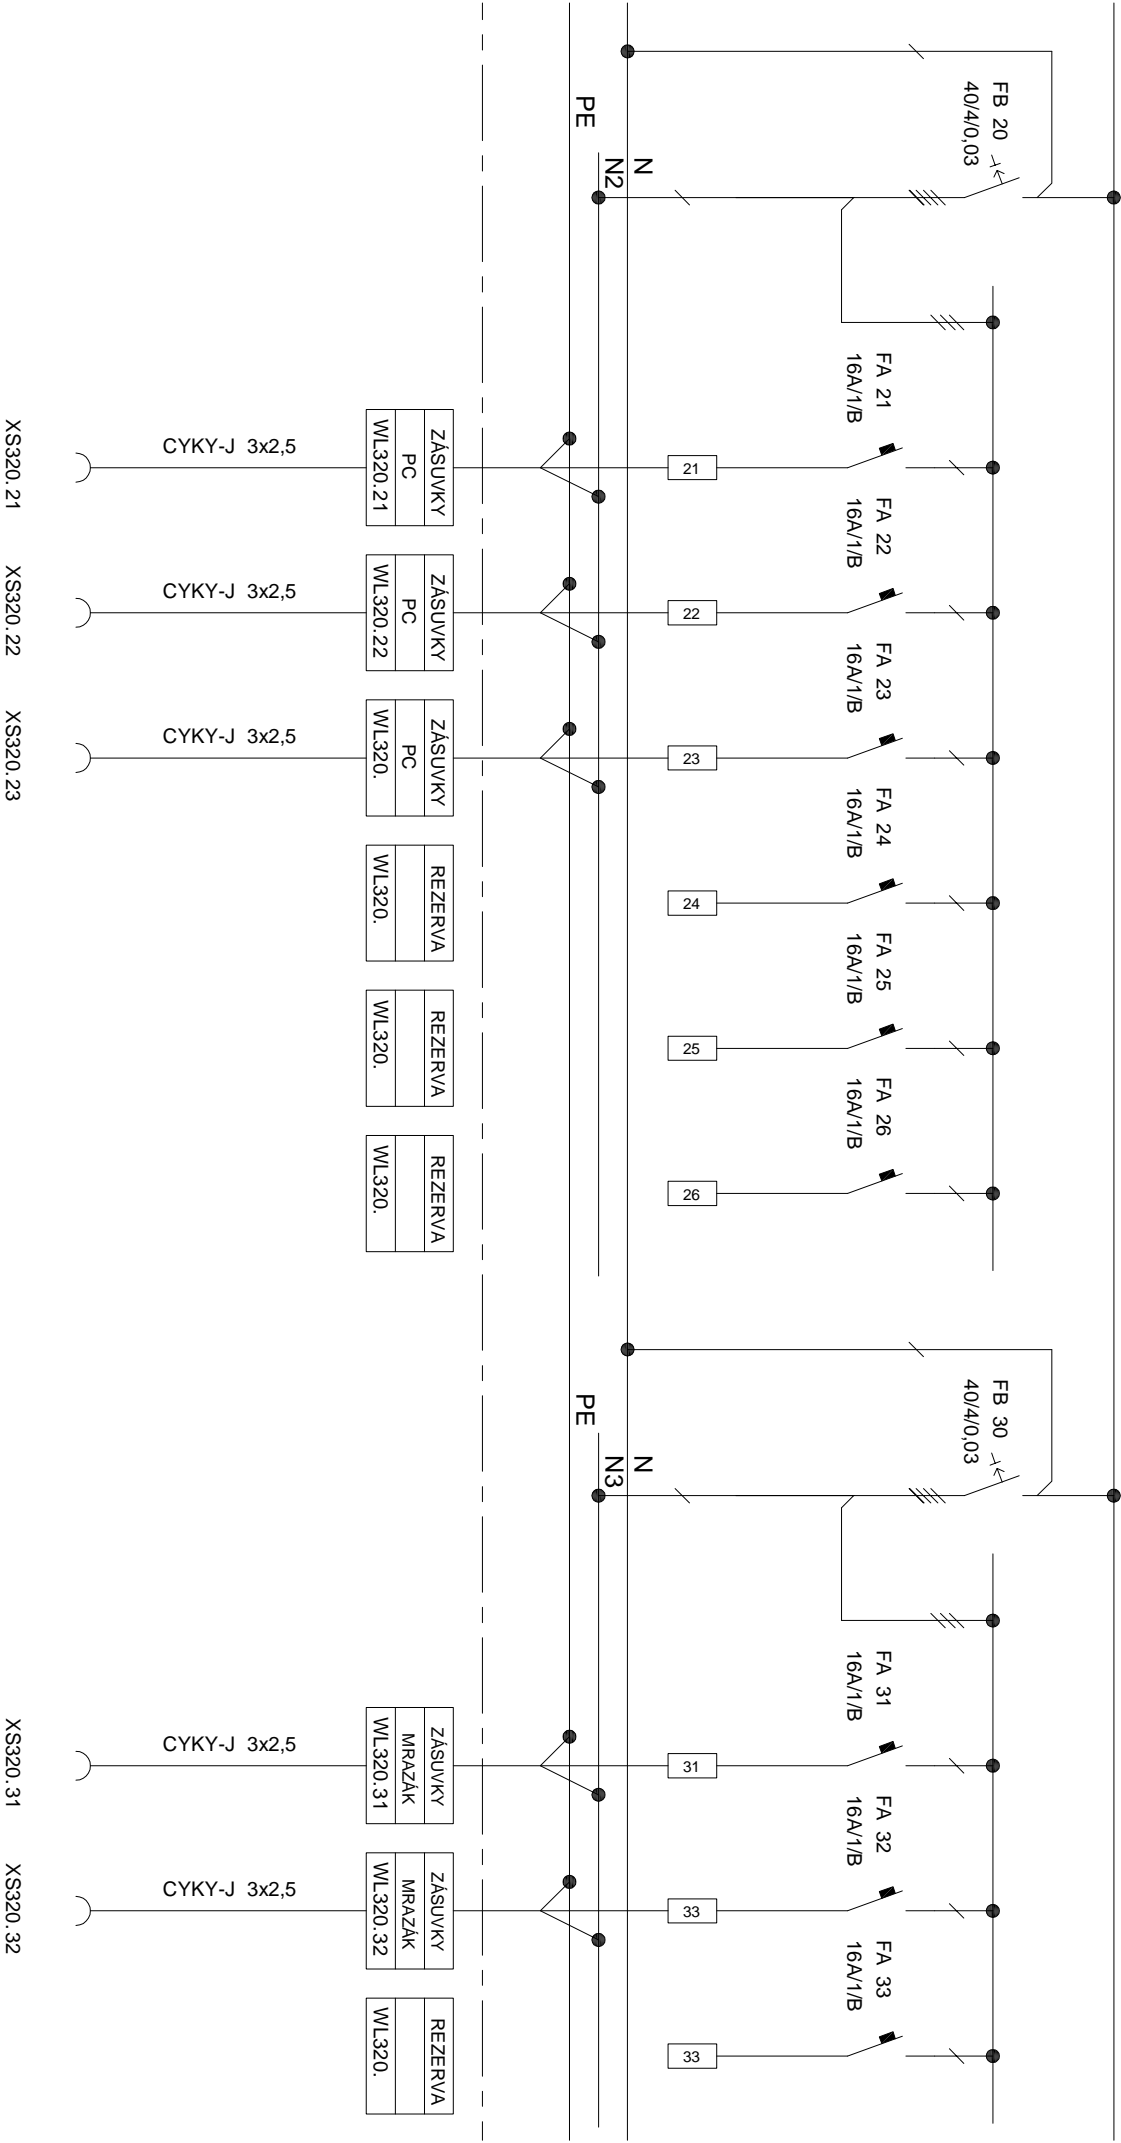 FB 20
40/4/0,03
PE
N
N2
FA 21
16A/1/B
FA 22
16A/1/B
FA 23
16A/1/B
FA 24
16A/1/B
FA 25
16A/1/B
FA 26
16A/1/B
21
22
23
24
25
26
ZÁSUVKY
PC
WL320.21
ZÁSUVKY
PC
WL320.22
ZÁSUVKY
PC
WL320.
REZERVA
WL320.
REZERVA
WL320.
REZERVA
WL320.
CYKY-J 3x2,5
CYKY-J 3x2,5
CYKY-J 3x2,5
XS320.21
XS320.22
XS320.23
FB 30
40/4/0,03
PE
N
N3
FA 31
16A/1/B
FA 32
16A/1/B
FA 33
16A/1/B
31
33
33
ZÁSUVKY
MRAZÁK
WL320.31
ZÁSUVKY
MRAZÁK
WL320.32
REZERVA
WL320.
CYKY-J 3x2,5
CYKY-J 3x2,5
XS320.31
XS320.32